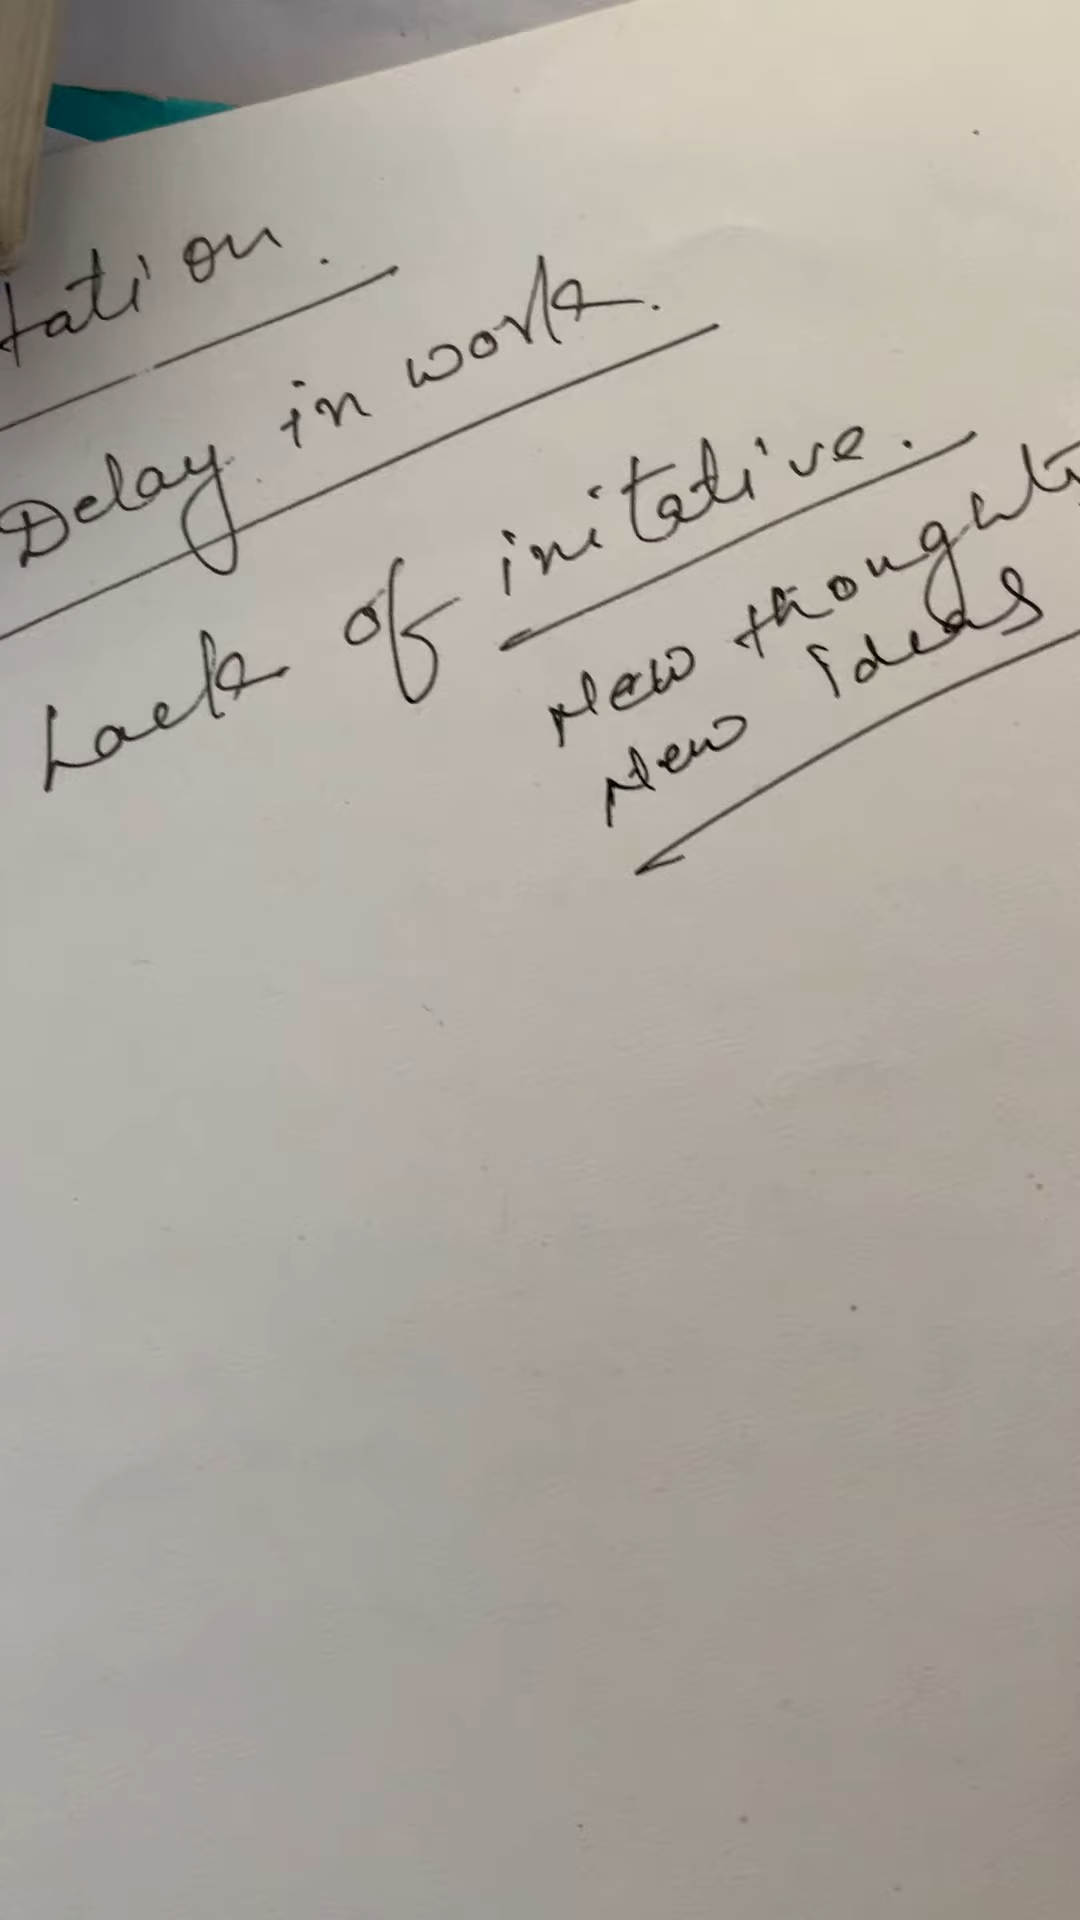 tation.
Delay in work.
Lack of initative.
New thoughts
New ideas